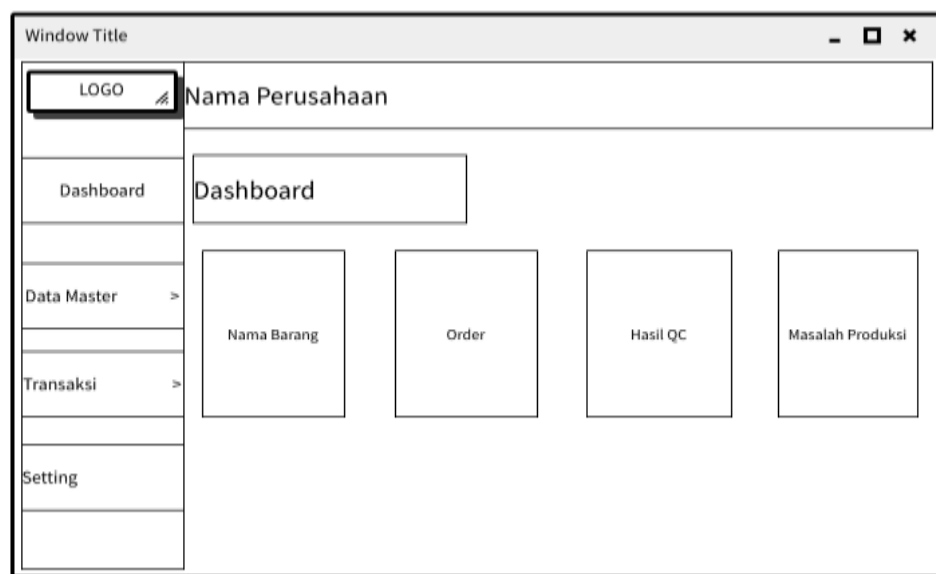 Window Title
LOGO
Nama Perusahaan
Dashboard
Dashboard
Data Master >
Nama Barang
Order
Hasil QC
Masalah Produksi
Transaksi >
Setting